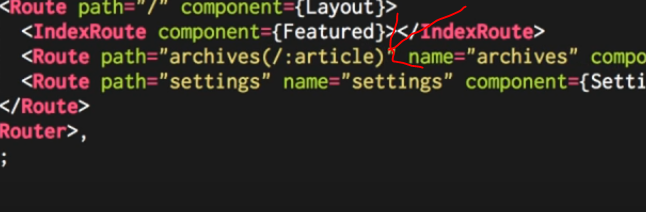 <Route path="/" component={Layout}>
<IndexRoute component={Featured}></IndexRoute>
<Route path="archives(/:article)" name="archives" compo
<Route path="settings" name="settings" component={Setti
</Route>
Router>,
;